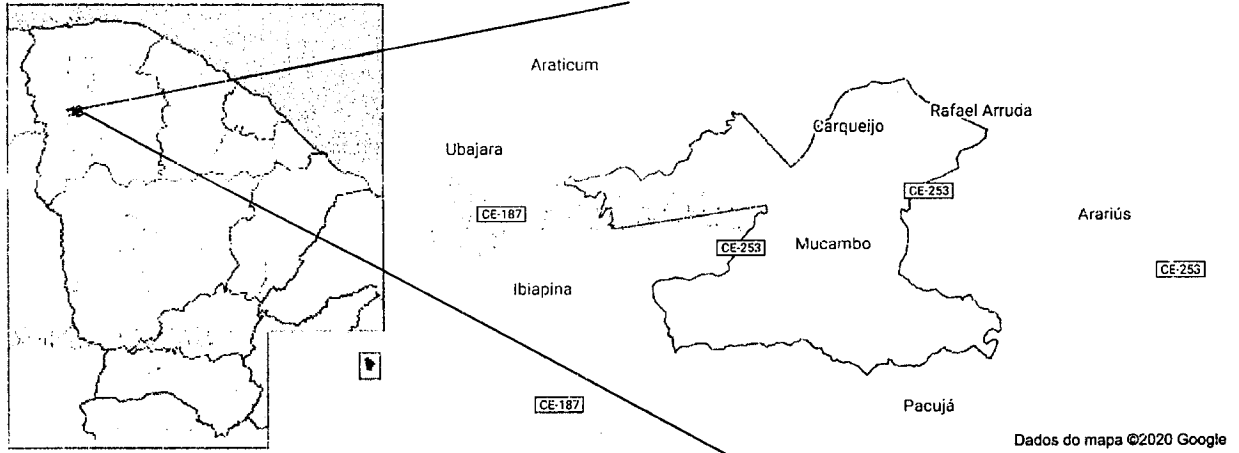 Araticum
Carqueijo
Rafael Arruda
Ubajara
CE-253
CE-187
Arariús
CE-253
Mucambo
CE-253
Ibiapina
CE-187
Pacujá
Dados do mapa ©2020 Google